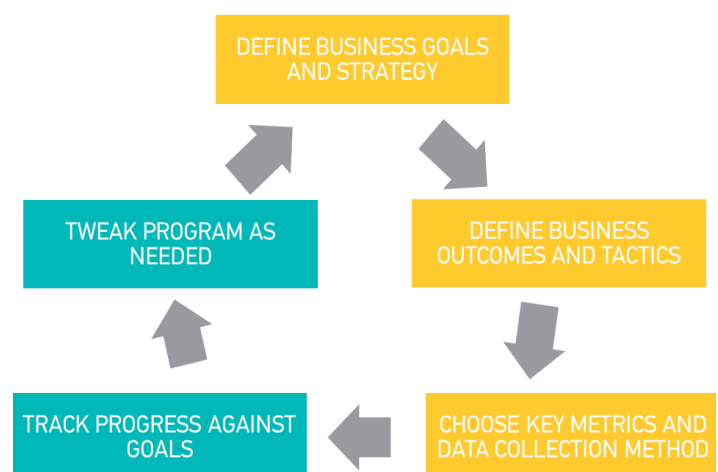 DEFINE BUSINESS GOALS
AND STRATEGY
DEFINE BUSINESS
OUTCOMES AND TACTICS
CHOOSE KEY METRICS AND
DATA COLLECTION METHOD
TRACK PROGRESS AGAINST
GOALS
TWEAK PROGRAM AS
NEEDED